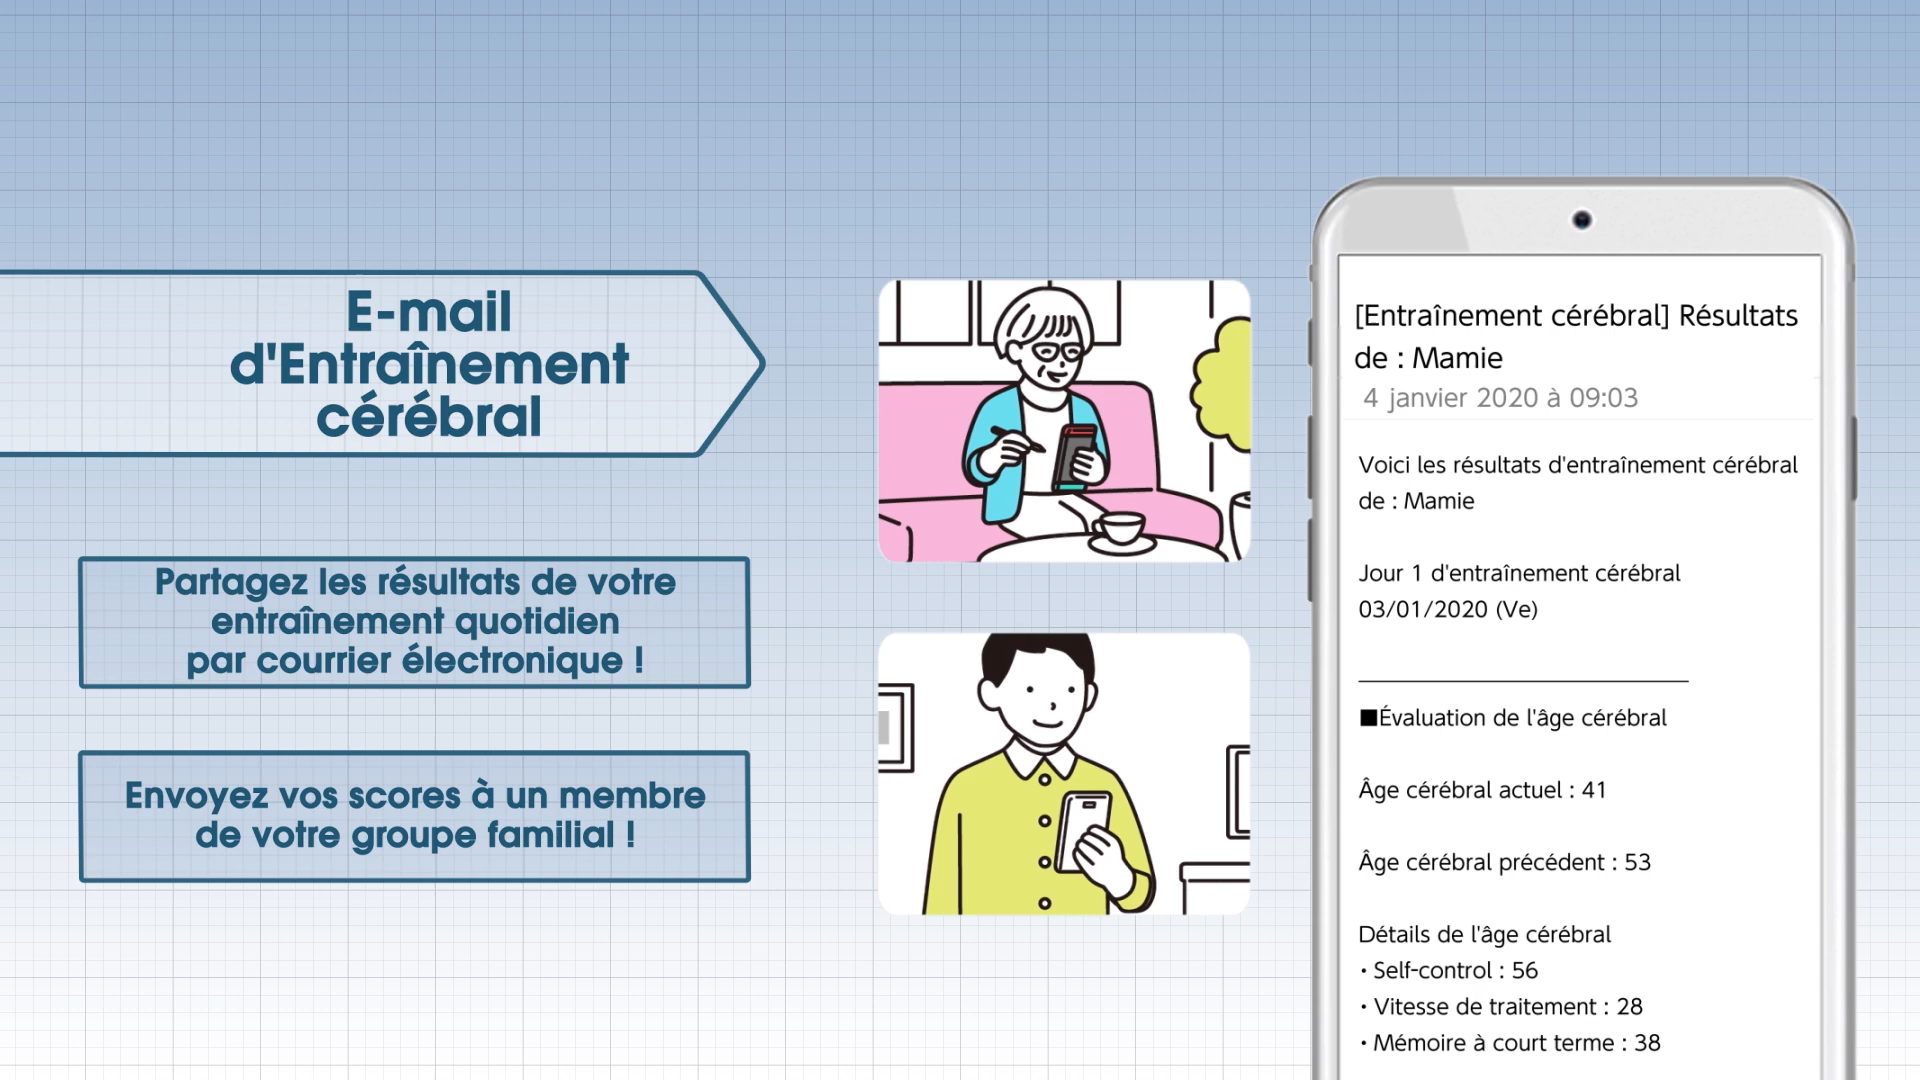 E-mail
d'Entraînement
cérébral
Partagez les résultats de votre
entraînement quotidien
par courrier électronique !
Envoyez vos scores à un membre
de votre groupe familial !
[Entraînement cérébral] Résultats
de : Mamie
4 janvier 2020 à 09:03
Voici les résultats d'entraînement cérébral
de : Mamie
Jour 1 d'entraînement cérébral
03/01/2020 (Ve)
■Évaluation de l'âge cérébral
Âge cérébral actuel : 41
Âge cérébral précédent : 53
Détails de l'âge cérébral
・Self-control : 56
・Vitesse de traitement : 28
・Mémoire à court terme : 38